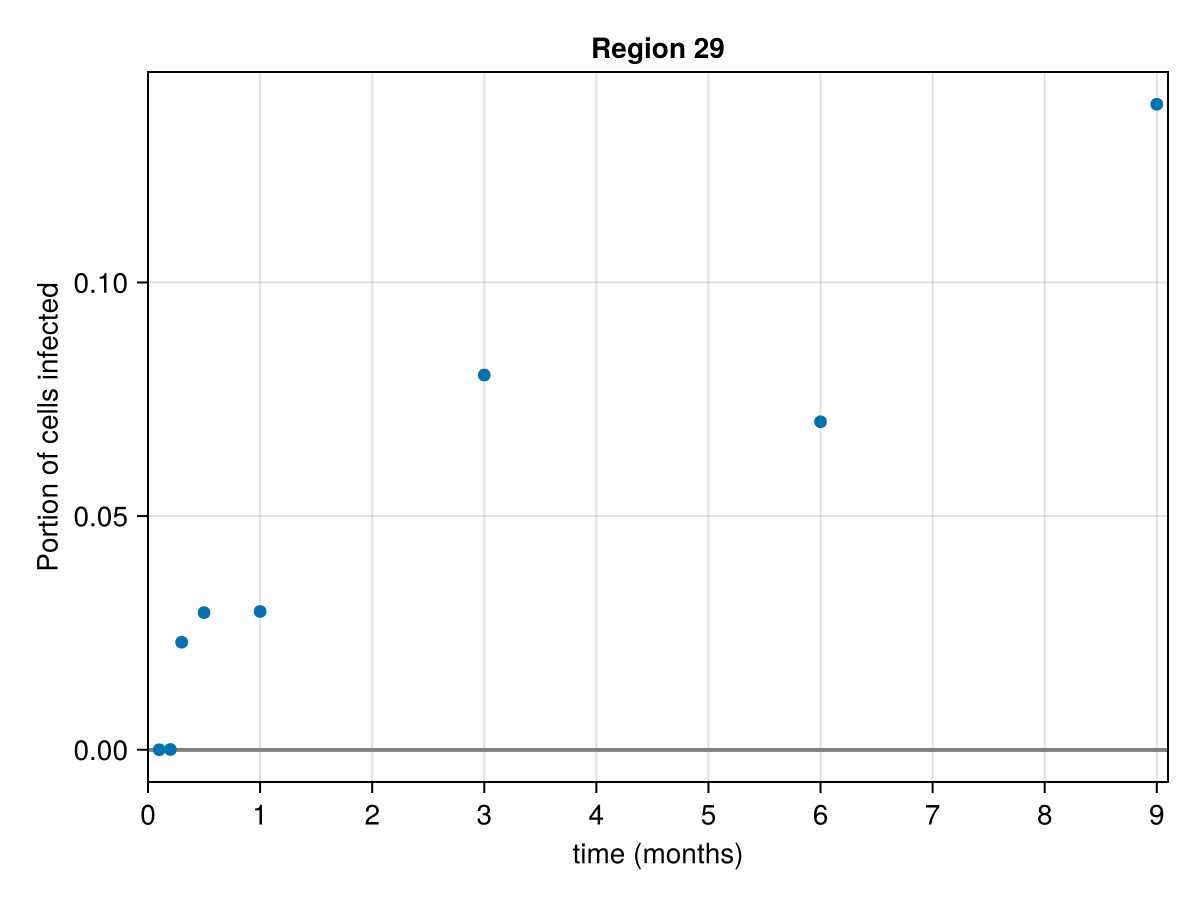 Region 29
Portion of cells infected
0.10
0.05
0.00
0 1 2 3 4 5 6 7 8 9
time (months)